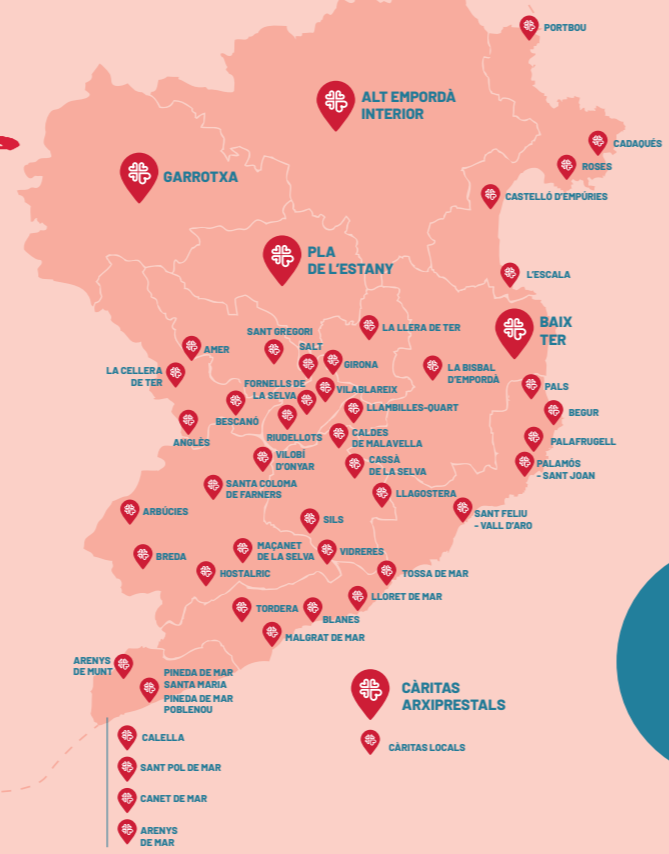 PORTBOU
ALT EMPORDÀ
INTERIOR
CADAQUÉS
ROSES
GARROTXA
CASTELLÓ D'EMPÚRIES
PLA
DE L'ESTANY
L'ESCALA
BAIX
TER
SANT GREGORI
LA LLERA DE TER
AMER
SALT
GIRONA
LA CELLERA
DE TER
LA BISBAL
D'EMPORDÀ
FORNELLS DE
LA SELVA
VILABLAREIX
PALS
BESCANÓ
LLAMBILLES-QUART
BEGUR
ANGLÈS
RIUDELLOTS
CALDES
DE MALAVELLA
PALAFRUGELL
VILOBÍ
D'ONYAR
CASSÀ
DE LA SELVA
PALAMÓS
- SANT JOAN
SANTA COLOMA
DE FARNERS
LLAGOSTERA
ARBÚCIES
SILS
SANT FELIU
- VALL D'ARO
BREDA
MAÇANET
DE LA SELVA
VIDRERES
HOSTALRIC
TOSSA DE MAR
LLORET DE MAR
TORDERA
BLANES
MALGRAT DE MAR
ARENYS
DE MUNT
PINEDA DE MAR
SANTA MARIA
PINEDA DE MAR
POBLENOU
CÀRITAS
ARXIPRESTALS
CALELLA
CÀRITAS LOCALS
SANT POL DE MAR
CANET DE MAR
ARENYS
DE MAR